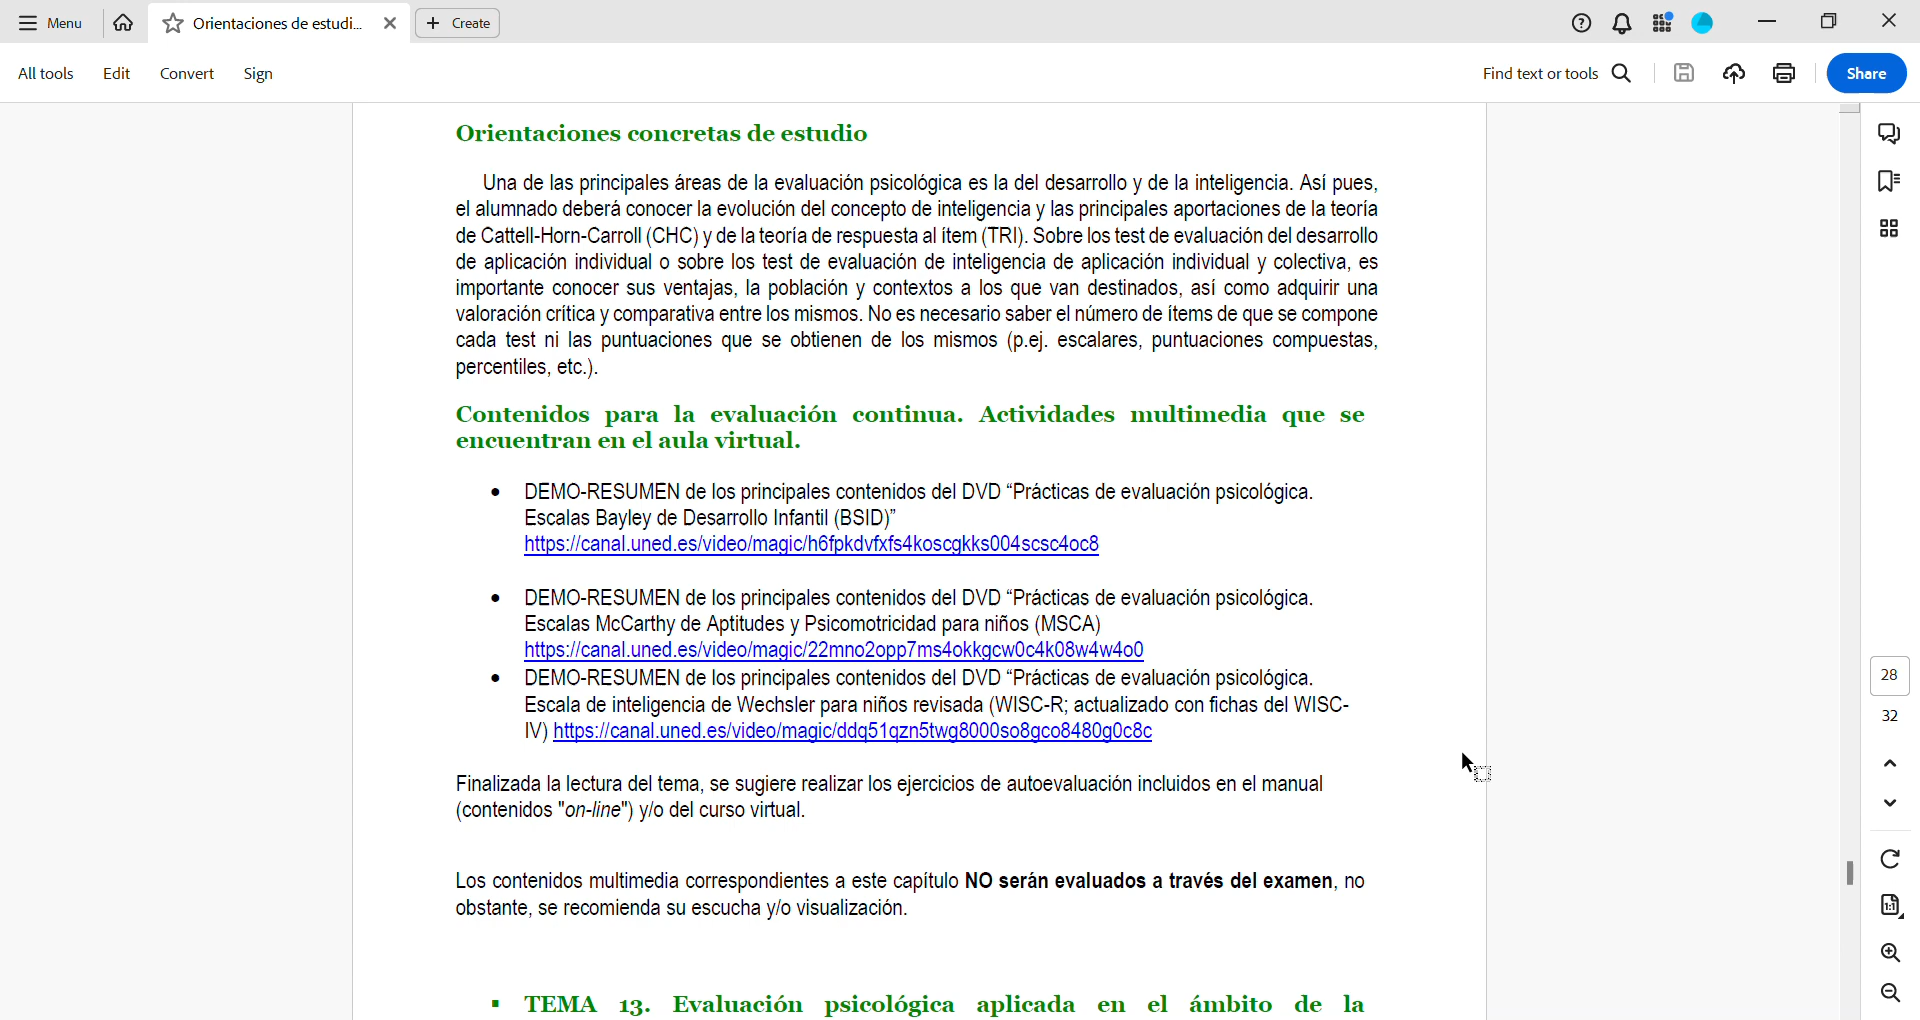 Menu
Orientaciones de estudi...
Create
All tools
Edit
Convert
Sign
Find text or tools
Share
Orientaciones concretas de estudio
Una de las principales áreas de la evaluación psicológica es la del desarrollo y de la inteligencia. Así pues,
el alumnado deberá conocer la evolución del concepto de inteligencia y las principales aportaciones de la teoría
de Cattell-Horn-Carroll (CHC) y de la teoría de respuesta al ítem (TRI). Sobre los test de evaluación del desarrollo
de aplicación individual o sobre los test de evaluación de inteligencia de aplicación individual y colectiva, es
importante conocer sus ventajas, la población y contextos a los que van destinados, así como adquirir una
valoración crítica y comparativa entre los mismos. No es necesario saber el número de ítems de que se compone
cada test ni las puntuaciones que se obtienen de los mismos (p.ej. escalares, puntuaciones compuestas,
percentiles, etc.).
Contenidos para la evaluación continua. Actividades multimedia que se
encuentran en el aula virtual.
• DEMO-RESUMEN de los principales contenidos del DVD “Prácticas de evaluación psicológica.
Escalas Bayley de Desarrollo Infantil (BSID)”
https://canal.uned.es/video/magic/h6fpkdvfxfs4koscgkks004scsc4oc8
• DEMO-RESUMEN de los principales contenidos del DVD “Prácticas de evaluación psicológica.
Escalas McCarthy de Aptitudes y Psicomotricidad para niños (MSCA)
https://canal.uned.es/video/magic/22mno2opp7ms4okkgcw0c4k08w4w4o0
• DEMO-RESUMEN de los principales contenidos del DVD “Prácticas de evaluación psicológica.
Escala de inteligencia de Wechsler para niños revisada (WISC-R; actualizado con fichas del WISC-
IV) https://canal.uned.es/video/magic/ddq51qzn5twg8000so8gco8480g0c8c
Finalizada la lectura del tema, se sugiere realizar los ejercicios de autoevaluación incluidos en el manual
(contenidos "on-line") y/o del curso virtual.
Los contenidos multimedia correspondientes a este capítulo NO serán evaluados a través del examen, no
obstante, se recomienda su escucha y/o visualización.
▪ TEMA 13. Evaluación psicológica aplicada en el ámbito de la
28
32
1:1